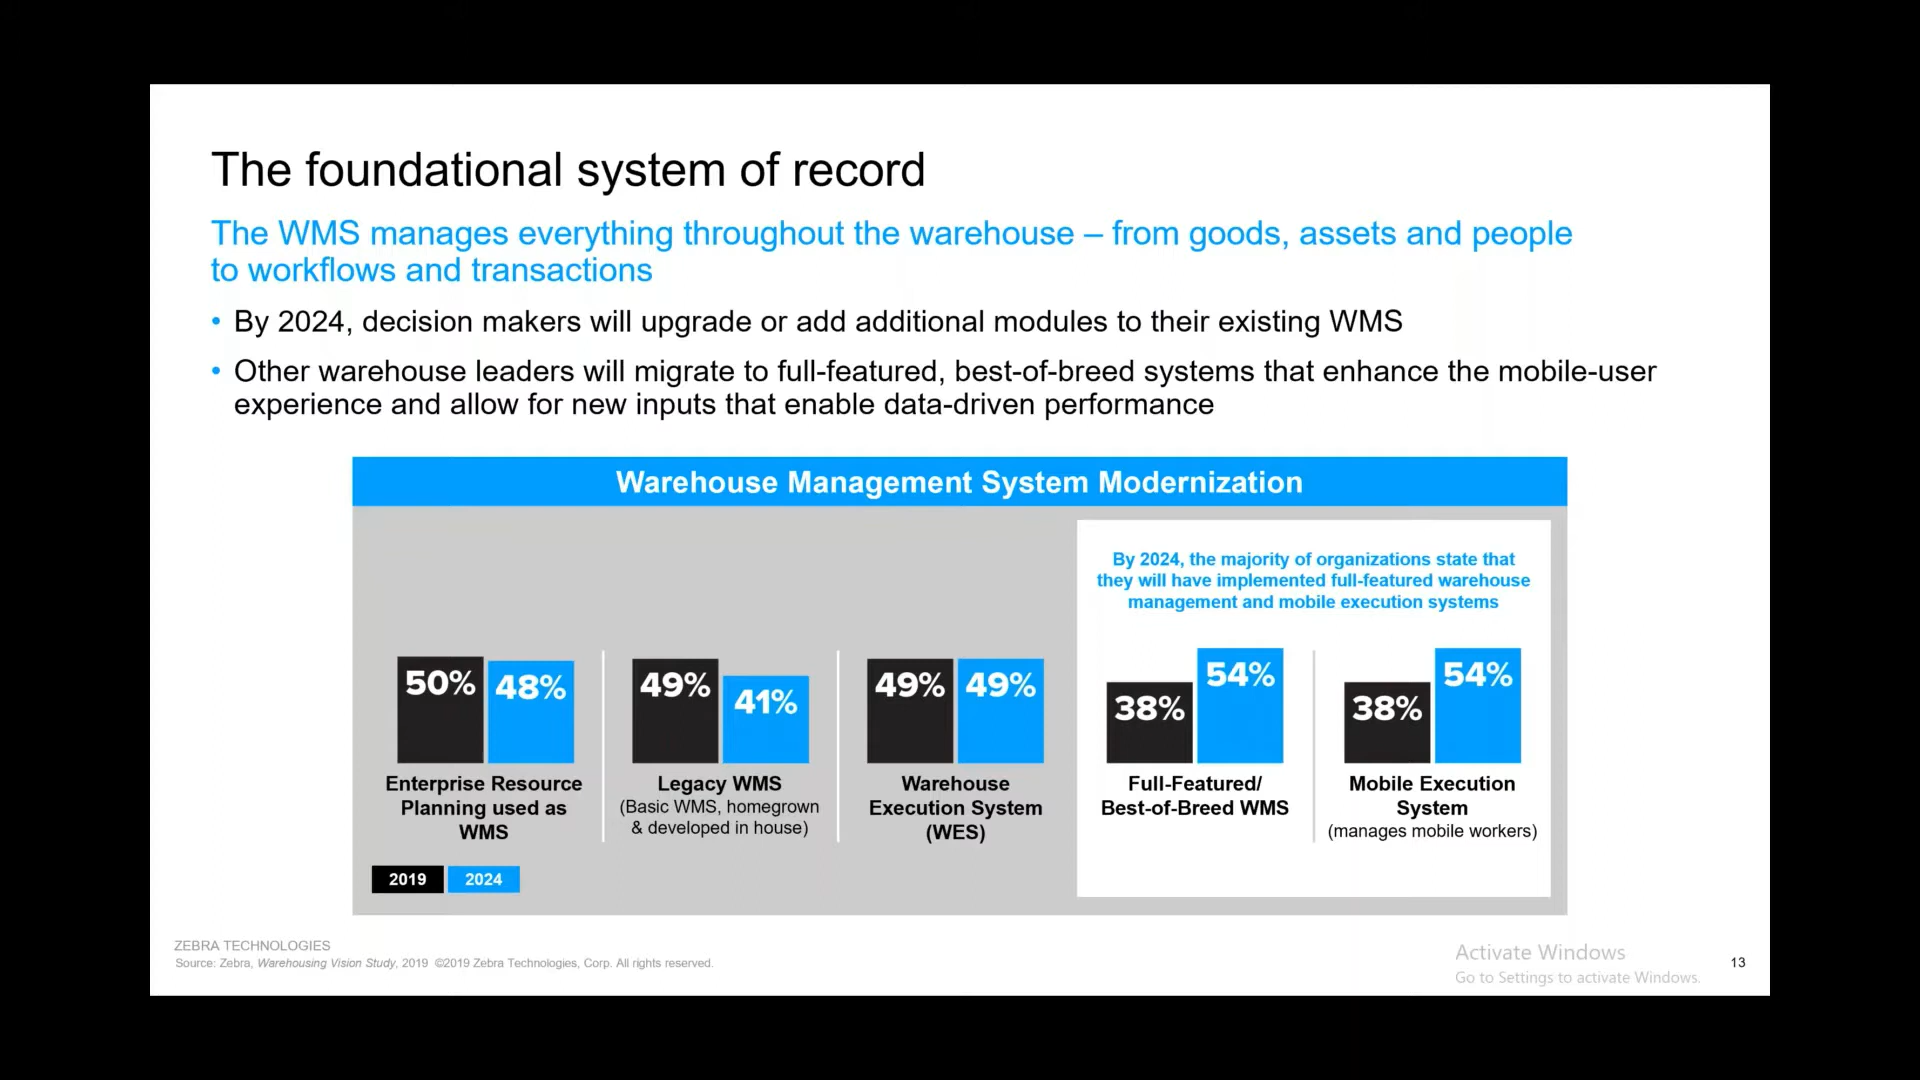 The foundational system of record
The WMS manages everything throughout the warehouse – from goods, assets and people
to workflows and transactions
• By 2024, decision makers will upgrade or add additional modules to their existing WMS
• Other warehouse leaders will migrate to full-featured, best-of-breed systems that enhance the mobile-user
experience and allow for new inputs that enable data-driven performance
Warehouse Management System Modernization
By 2024, the majority of organizations state that
they will have implemented full-featured warehouse
management and mobile execution systems
50% 48%
Enterprise Resource
Planning used as
WMS
49% 41%
Legacy WMS
(Basic WMS, homegrown
& developed in house)
49% 49%
Warehouse
Execution System
(WES)
38% 54%
Full-Featured/
Best-of-Breed WMS
38% 54%
Mobile Execution
System
(manages mobile workers)
2019 2024
ZEBRA TECHNOLOGIES
Source: Zebra, Warehousing Vision Study, 2019 ©2019 Zebra Technologies, Corp. All rights reserved.
Activate Windows
Go to Settings to activate Windows.
13